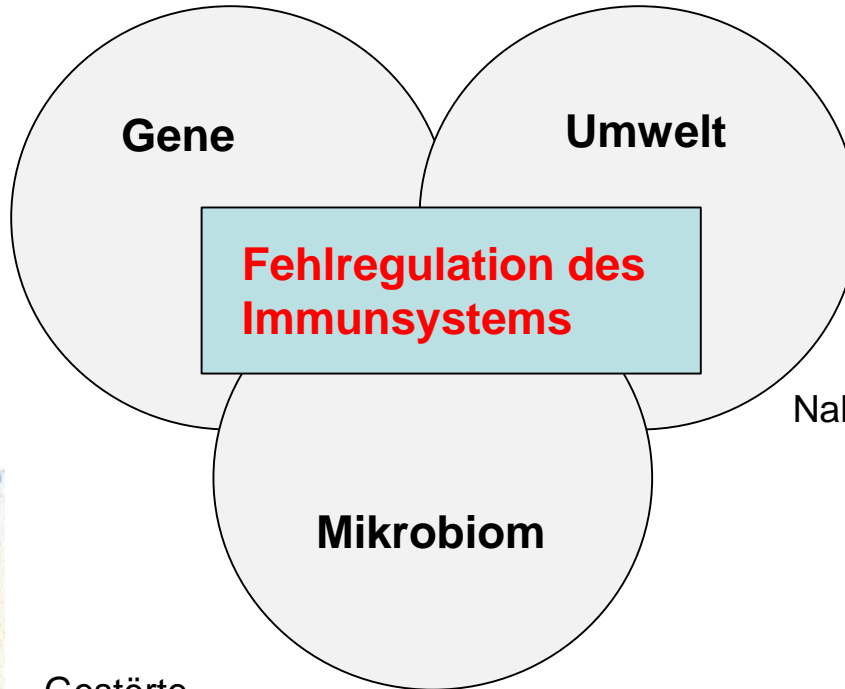 Gene
Umwelt
Fehlregulation des
Immunsystems
Mikrobiom